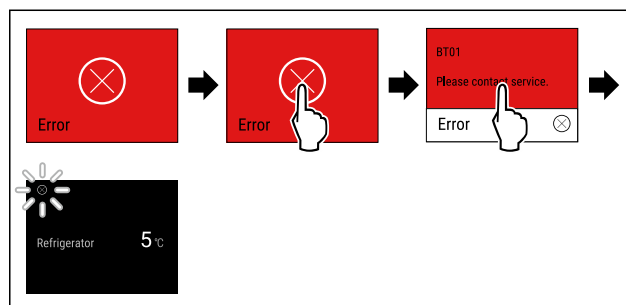 Error
Error
BT01
Please contact service.
Error
Refrigerator 5 °C